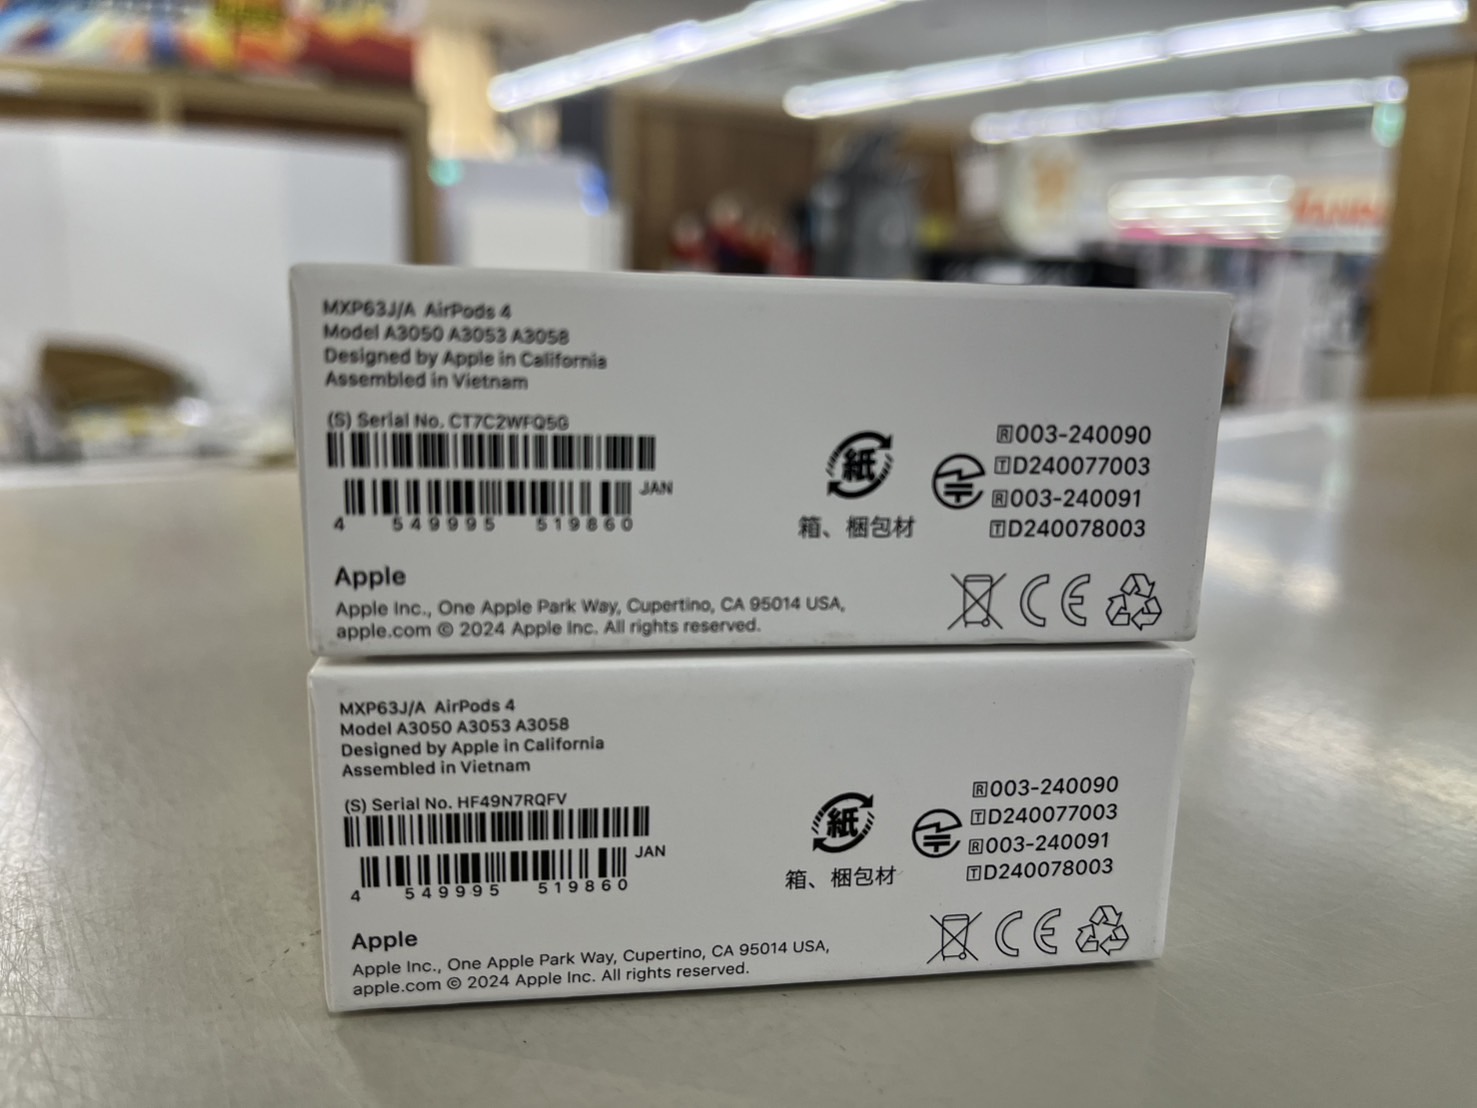 MXP63J/A AirPods 4
Model A3050 A3053 A3058
Designed by Apple in California
Assembled in Vietnam
(S) Serial No. CT7C2WFQ5G
JAN
4 549995 519860
紙
箱、梱包材
R003-240090
TD240077003
R003-240091
TD240078003
Apple
Apple Inc., One Apple Park Way, Cupertino, CA 95014 USA,
apple.com © 2024 Apple Inc. All rights reserved.
CE
MXP63J/A AirPods 4
Model A3050 A3053 A3058
Designed by Apple in California
Assembled in Vietnam
(S) Serial No. HF49N7RQFV
JAN
4 549995 519860
紙
箱、梱包材
R003-240090
TD240077003
R003-240091
TD240078003
Apple
Apple Inc., One Apple Park Way, Cupertino, CA 95014 USA,
apple.com © 2024 Apple Inc. All rights reserved.
CE